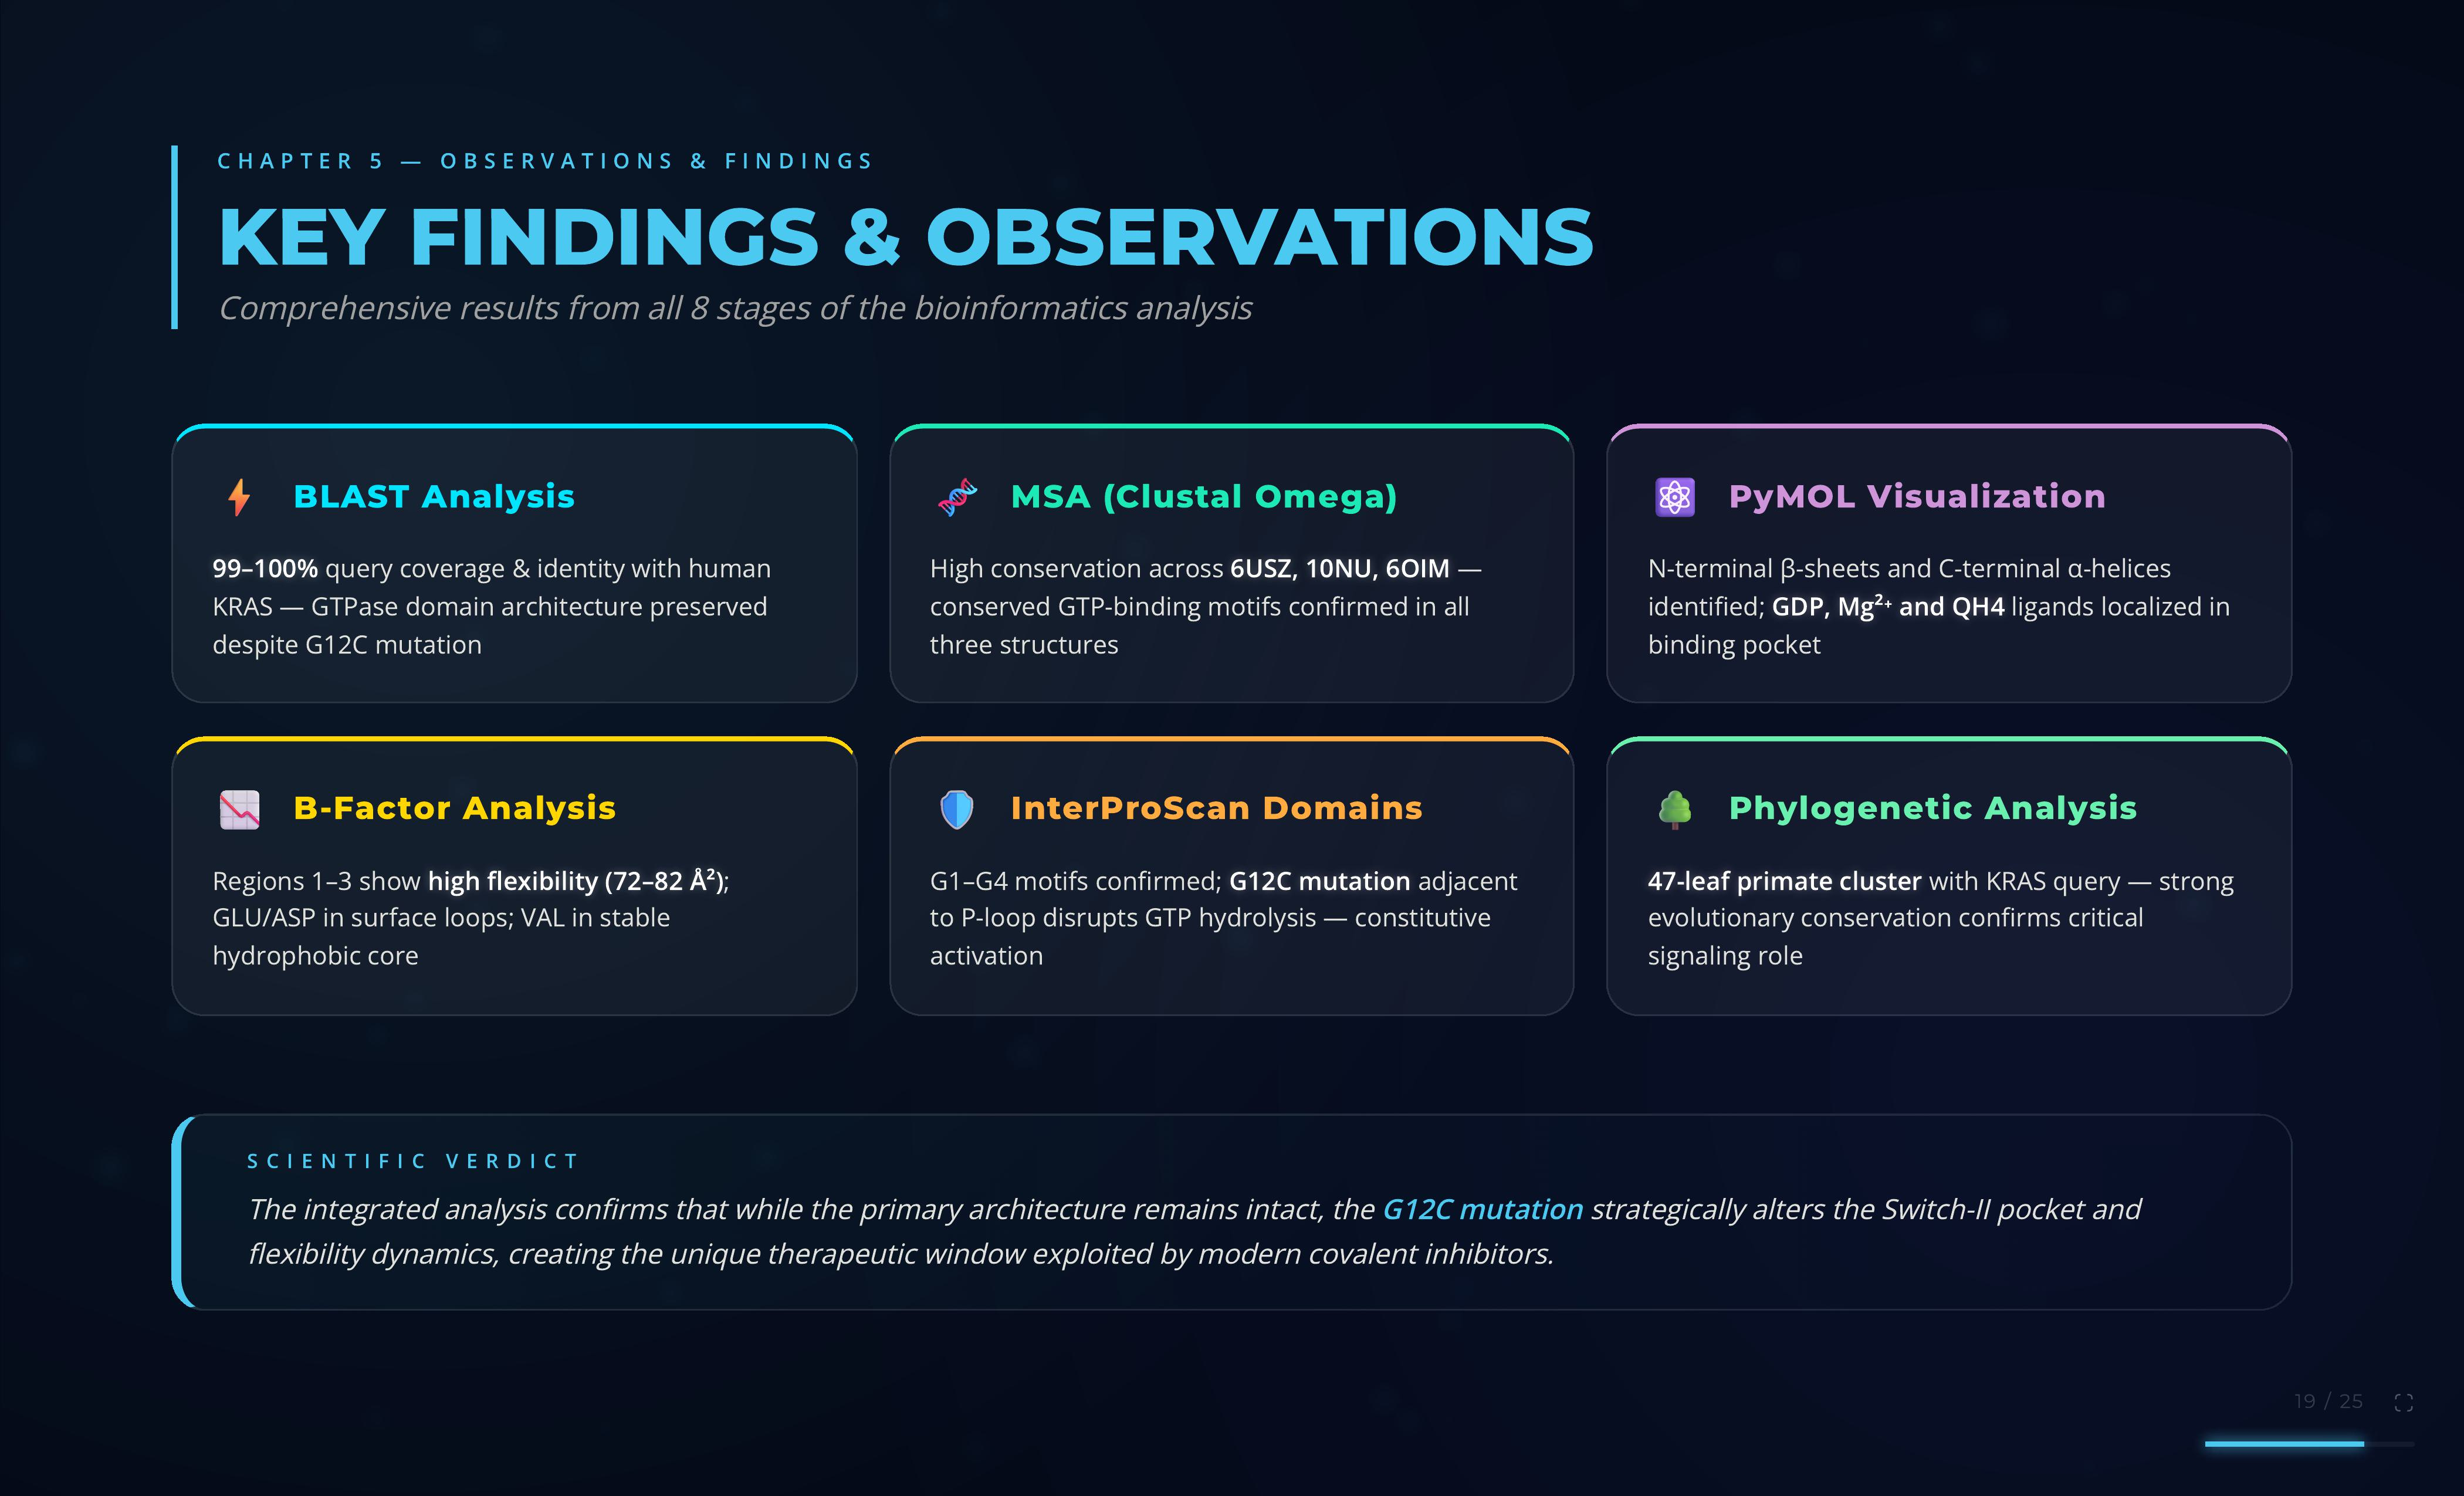 CHAPTER 5 — OBSERVATIONS & FINDINGS
KEY FINDINGS & OBSERVATIONS
Comprehensive results from all 8 stages of the bioinformatics analysis
BLAST Analysis
99–100% query coverage & identity with human
KRAS — GTPase domain architecture preserved
despite G12C mutation
MSA (Clustal Omega)
High conservation across 6USZ, 10NU, 6OIM —
conserved GTP-binding motifs confirmed in all
three structures
PyMOL Visualization
N-terminal β-sheets and C-terminal α-helices
identified; GDP, Mg²⁺ and QH4 ligands localized in
binding pocket
B-Factor Analysis
Regions 1–3 show high flexibility (72–82 Å²);
GLU/ASP in surface loops; VAL in stable
hydrophobic core
InterProScan Domains
G1–G4 motifs confirmed; G12C mutation adjacent
to P-loop disrupts GTP hydrolysis — constitutive
activation
Phylogenetic Analysis
47-leaf primate cluster with KRAS query — strong
evolutionary conservation confirms critical
signaling role
SCIENTIFIC VERDICT
The integrated analysis confirms that while the primary architecture remains intact, the G12C mutation strategically alters the Switch-II pocket and
flexibility dynamics, creating the unique therapeutic window exploited by modern covalent inhibitors.
19 / 25